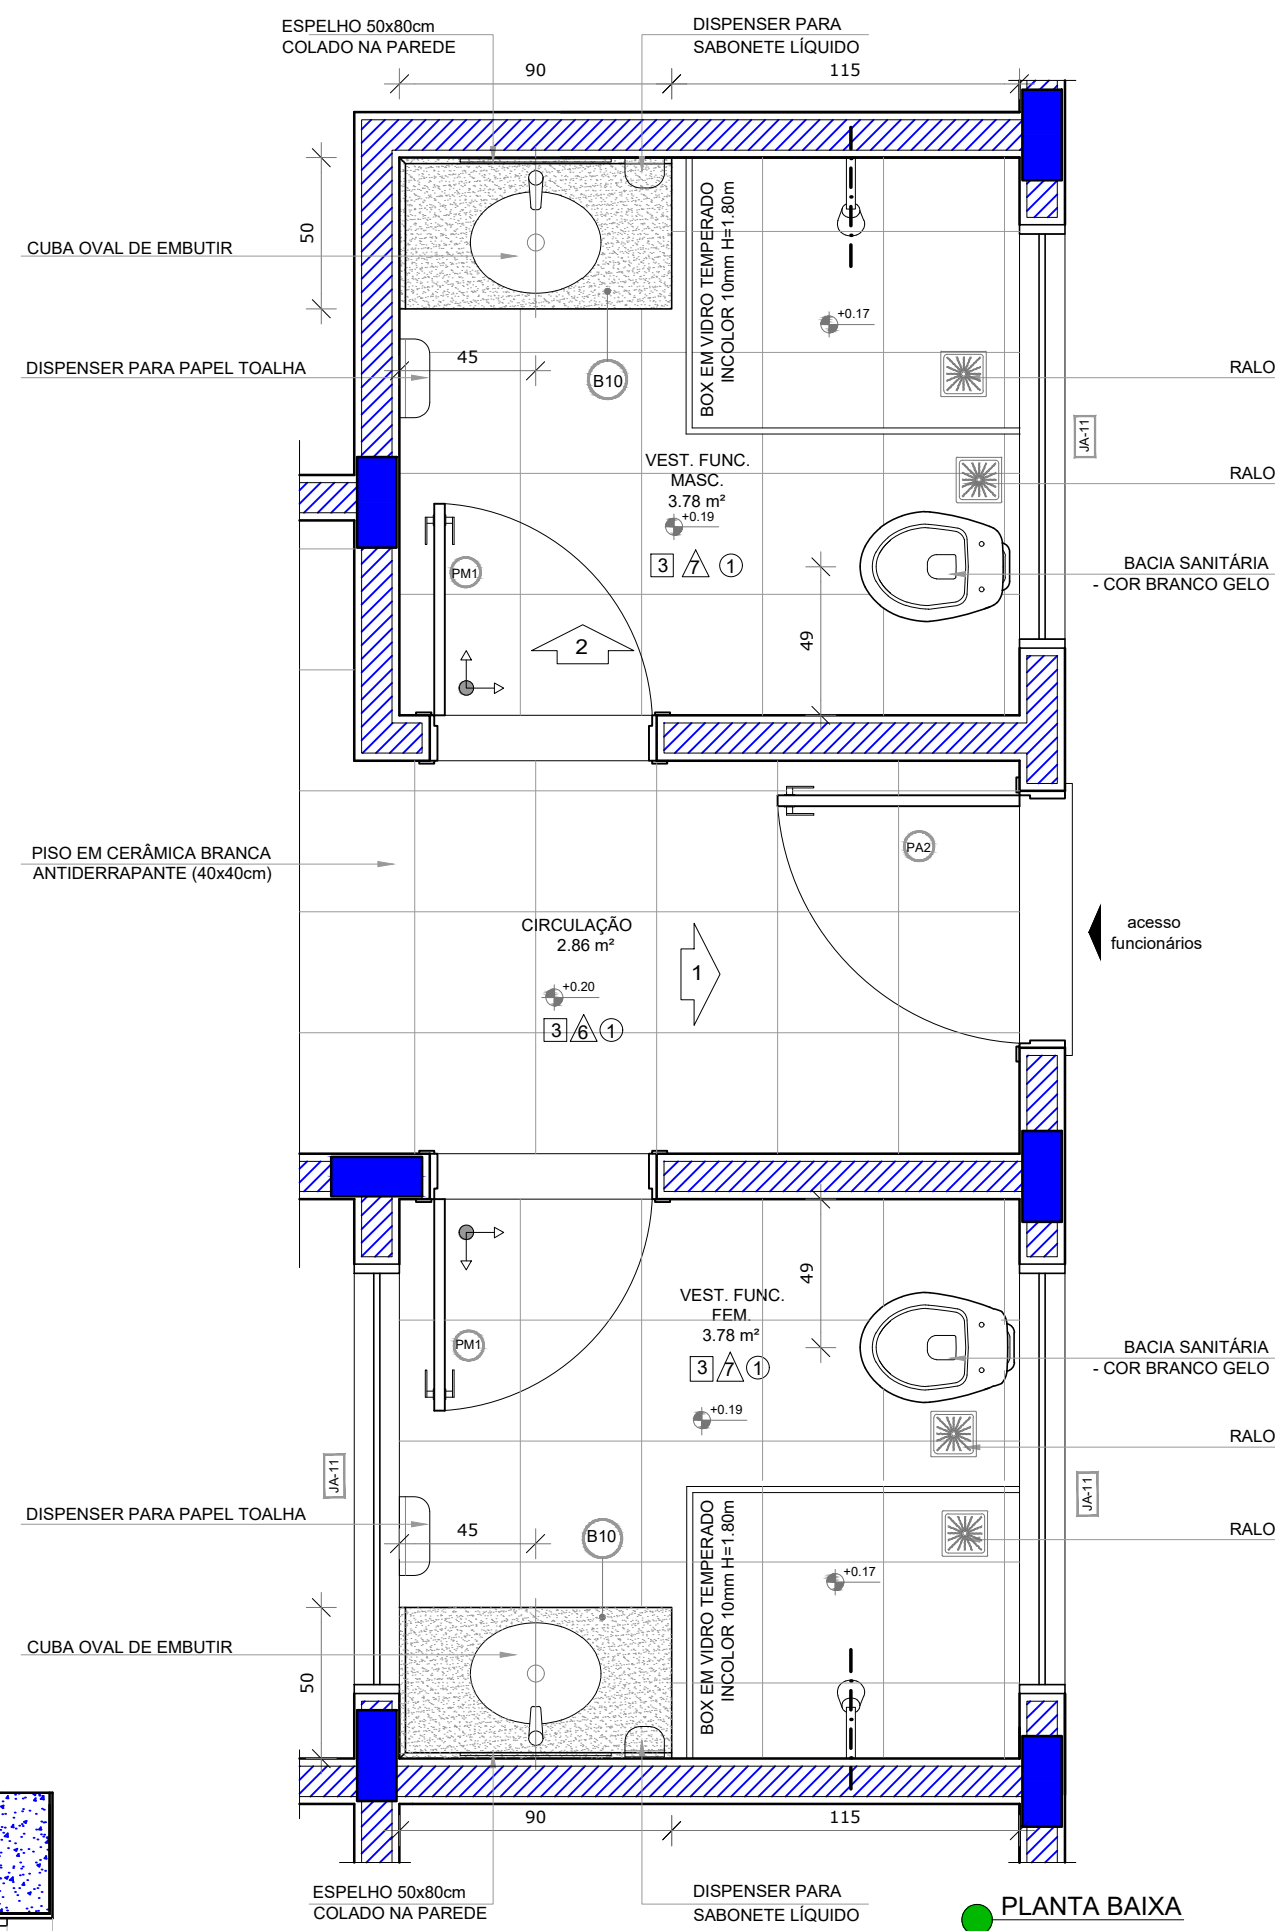 ESPELHO 50x80cm
COLADO NA PAREDE
DISPENSER PARA
SABONETE LÍQUIDO
90
115
50
CUBA OVAL DE EMBUTIR
BOX EM VIDRO TEMPERADO
INCOLOR 10mm H=1.80m
+0.17
DISPENSER PARA PAPEL TOALHA
45
B10
RALO
JA-11
VEST. FUNC.
MASC.
3.78 m²
+0.19
3 7 1
RALO
PM1
BACIA SANITÁRIA
- COR BRANCO GELO
49
2
PISO EM CERÂMICA BRANCA
ANTIDERRAPANTE (40x40cm)
PA2
CIRCULAÇÃO
2.86 m²
+0.20
3 6 1
1
acesso
funcionários
49
VEST. FUNC.
FEM.
3.78 m²
3 7 1
+0.19
PM1
BACIA SANITÁRIA
- COR BRANCO GELO
RALO
JA-11
JA-11
DISPENSER PARA PAPEL TOALHA
45
B10
BOX EM VIDRO TEMPERADO
INCOLOR 10mm H=1.80m
RALO
+0.17
CUBA OVAL DE EMBUTIR
50
90
115
ESPELHO 50x80cm
COLADO NA PAREDE
DISPENSER PARA
SABONETE LÍQUIDO
PLANTA BAIXA